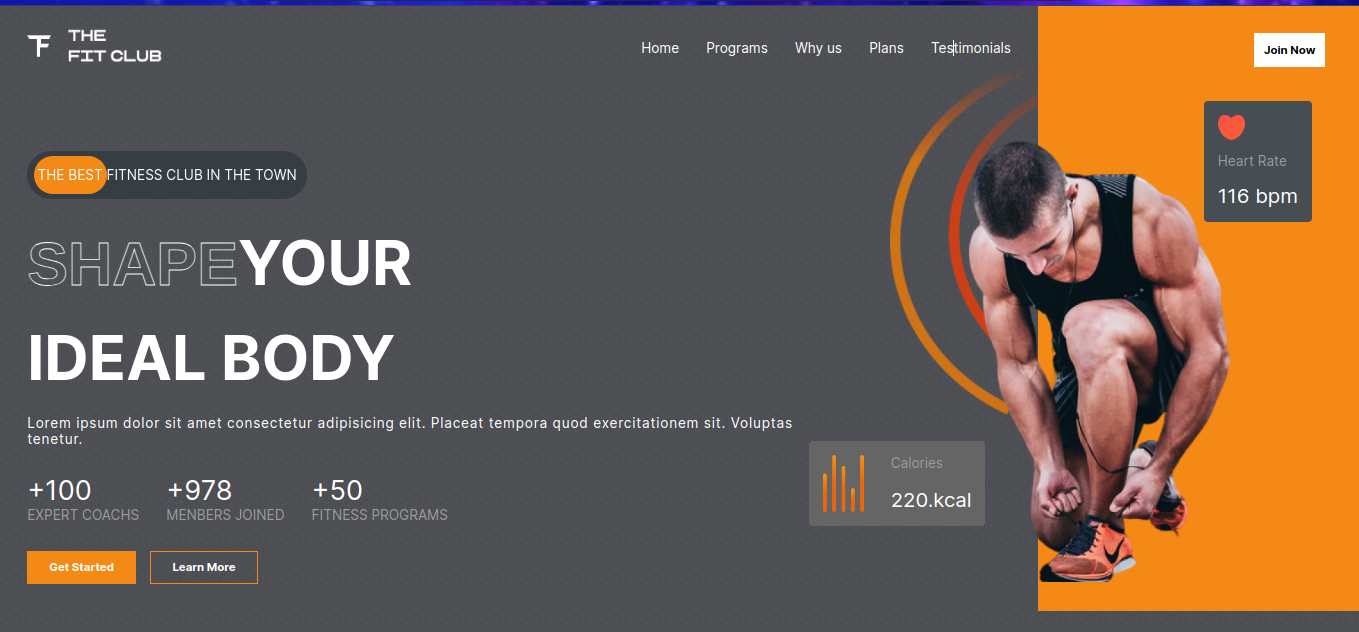 THE
FIT CLUB
Home Programs Why us Plans Testimonials
Join Now
Heart Rate
116 bpm
THE BEST FITNESS CLUB IN THE TOWN
SHAPEYOUR
IDEAL BODY
Lorem ipsum dolor sit amet consectetur adipisicing elit. Placeat tempora quod exercitationem sit. Voluptas
tenetur.
Calories
220.kcal
+100 +978 +50
EXPERT COACHS MENBERS JOINED FITNESS PROGRAMS
Get Started Learn More